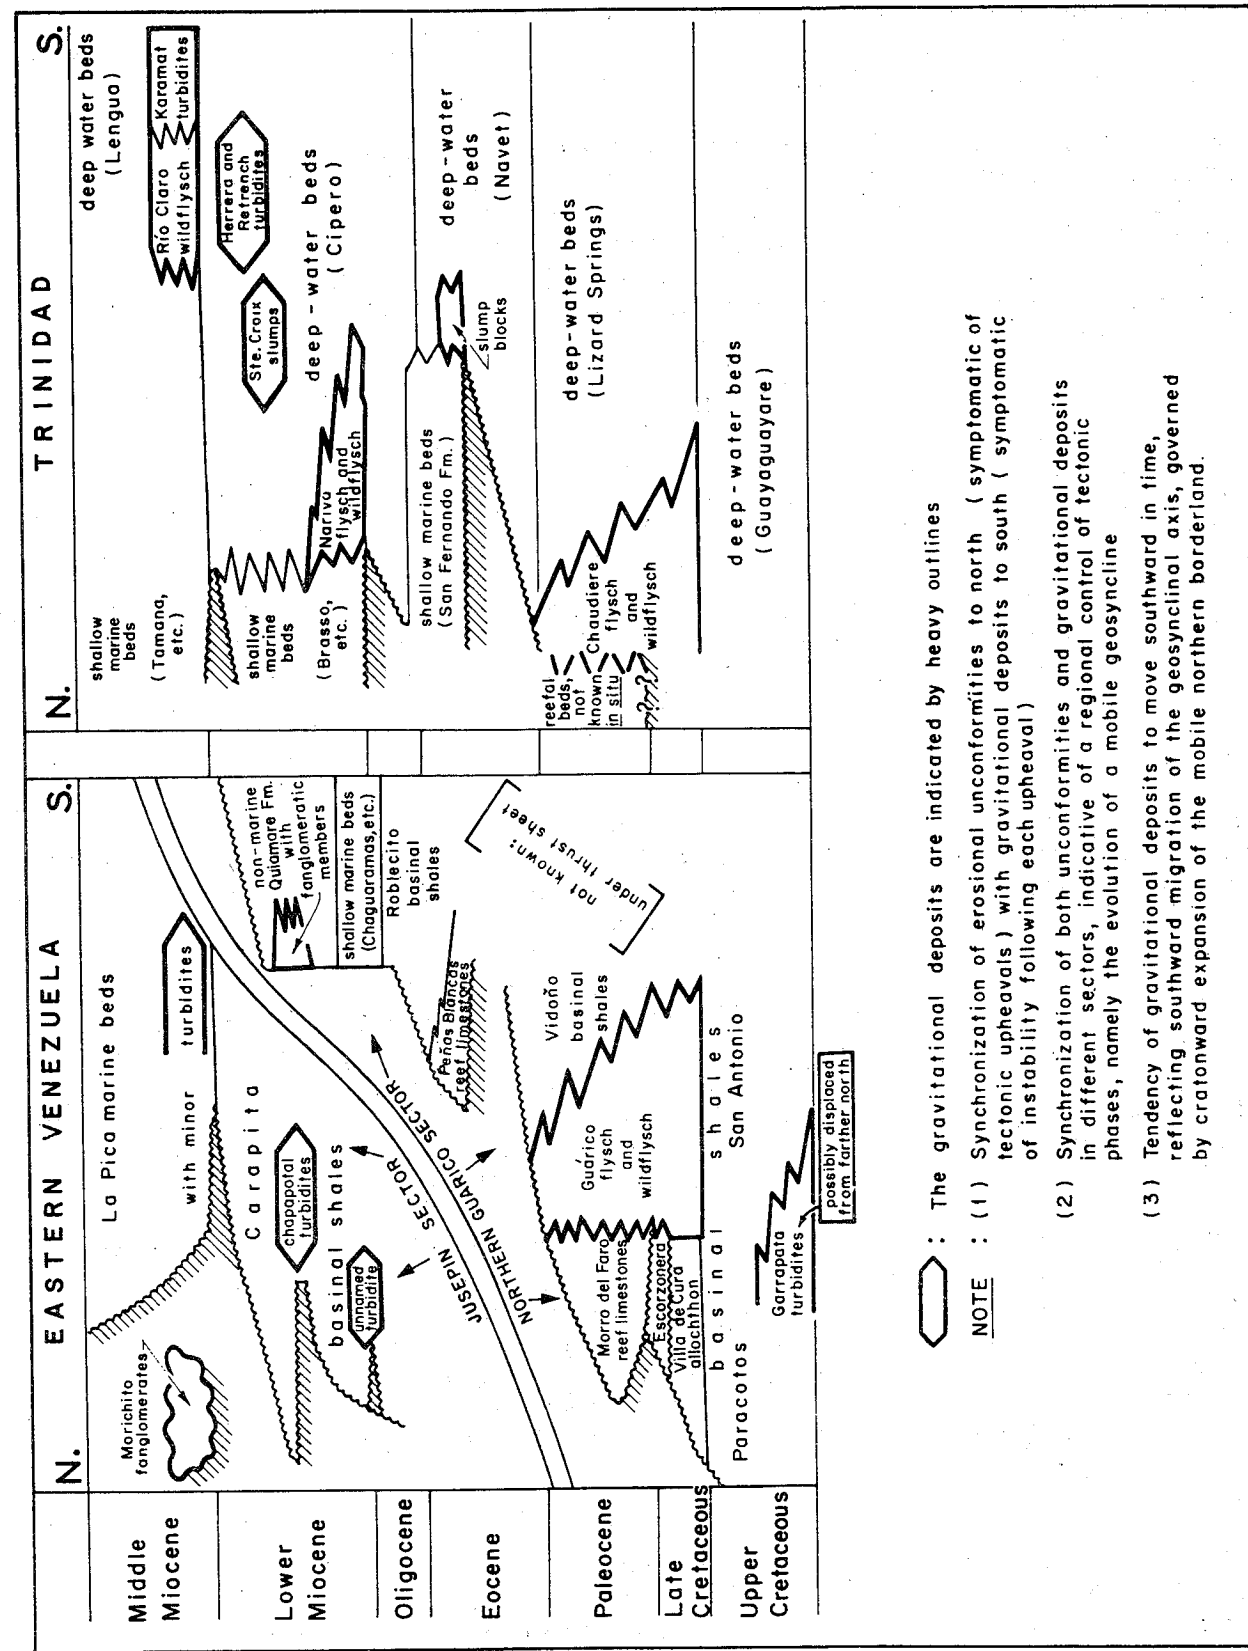 EASTERN VENEZUELA
N.
S.
TRINIDAD
N.
S.
Middle
Miocene
Lower
Miocene
Oligocene
Eocene
Paleocene
Late
Cretaceous
Upper
Cretaceous
Morichito
fanglomerates
La Pica marine beds
with minor
turbidites
Carapita
chapapotal
turbidites
basinal shales
unnamed
turbidite
JUSEPIN SECTOR
NORTHERN GUARICO SECTOR
non-marine
Quiamare Fm.
with
fanglomeratic
members
shallow marine beds
(Chaguaramas,etc.)
Roblecito
basinal
shales
Peñas Blancas
reef limestones
not known:
under thrust sheet
Vidoño
basinal
shales
Guárico
flysch
and
wildflysch
Morro del Faro
reef limestones
Escorzonera
Villa de Cura
allochthon
basinal shales
Paracotos
San Antonio
Garrapata
turbidites
possibly displaced
from farther north
shallow
marine
beds
(Tamana,
etc.)
deep water beds
(Lengua)
Río Claro
wildflysch
Karamat
turbidites
Herrera and
Retrench
turbidites
Ste. Croix
slumps
shallow
marine
beds
(Brasso,
etc.)
Nariva
flysch and
wildflysch
deep-water beds
(Cipero)
shallow marine beds
(San Fernando Fm.)
slump
blocks
deep-water
beds
(Navet)
reefal
beds,
not
known
in situ
?-?-?
Chaudiere
flysch
and
wildflysch
deep-water beds
(Lizard Springs)
deep-water beds
(Guayaguayare)
: The gravitational deposits are indicated by heavy outlines
NOTE : (1) Synchronization of erosional unconformities to north ( symptomatic of
tectonic upheavals ) with gravitational deposits to south ( symptomatic
of instability following each upheaval )
(2) Synchronization of both unconformities and gravitational deposits
in different sectors, indicative of a regional control of tectonic
phases, namely the evolution of a mobile geosyncline
(3) Tendency of gravitational deposits to move southward in time,
reflecting southward migration of the geosynclinal axis, governed
by cratonward expansion of the mobile northern borderland.